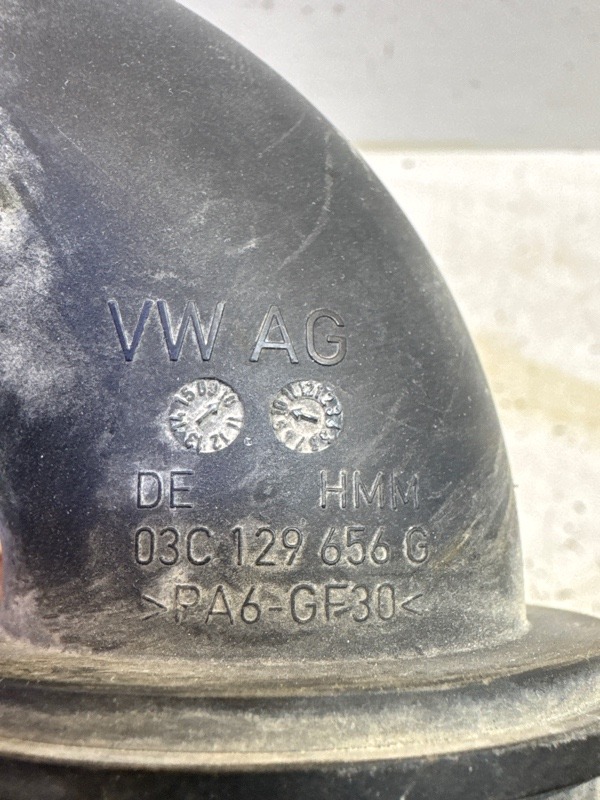 VW AG
DE HMM
03C 129 656 G
>PA6-GF30<